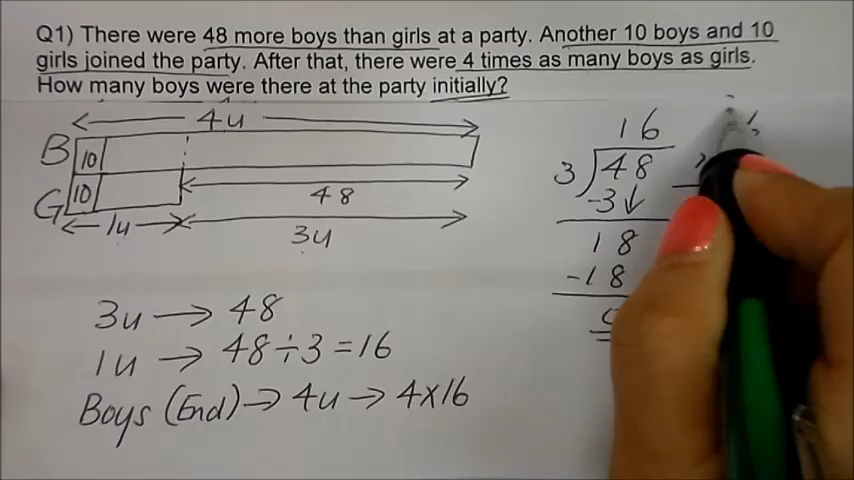 Q1) There were 48 more boys than girls at a party. Another 10 boys and 10
girls joined the party. After that, there were 4 times as many boys as girls.
How many boys were there at the party initially?
4u
B 10
G 10
48
1u
3u
16
3)48
-3↓
18
-18
3u → 48
1u → 48÷3=16
Boys (End) → 4u → 4x16